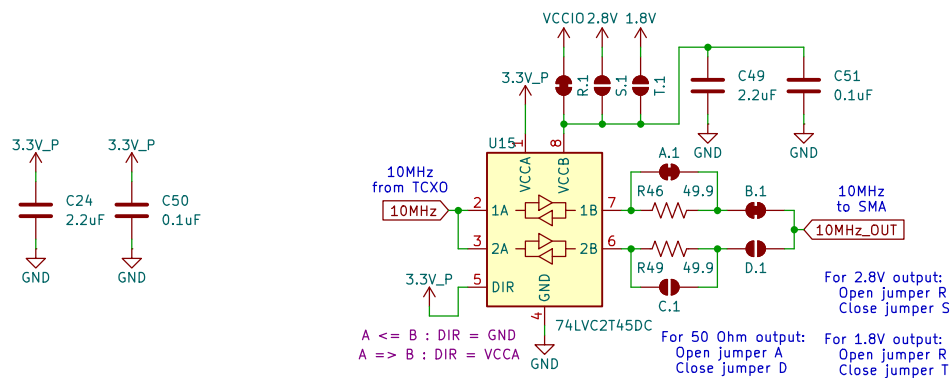 VCCIO 2.8V 1.8V
3.3V_P
R.1
S.1
T.1
C49
2.2uF
C51
0.1uF
GND
GND
3.3V_P
3.3V_P
C24
2.2uF
C50
0.1uF
GND
GND
U15
1
8
VCCA
VCCB
10MHz
from TCXO
10MHz
2
1A
1B
7
3
2A
2B
6
5
DIR
GND
4
3.3V_P
74LVC2T45DC
GND
A.1
R46
49.9
B.1
R49
49.9
D.1
C.1
10MHz
to SMA
10MHz_OUT
A <= B : DIR = GND
A => B : DIR = VCCA
For 50 Ohm output:
Open jumper A
Close jumper D
For 2.8V output:
Open jumper R
Close jumper S
For 1.8V output:
Open jumper R
Close jumper T